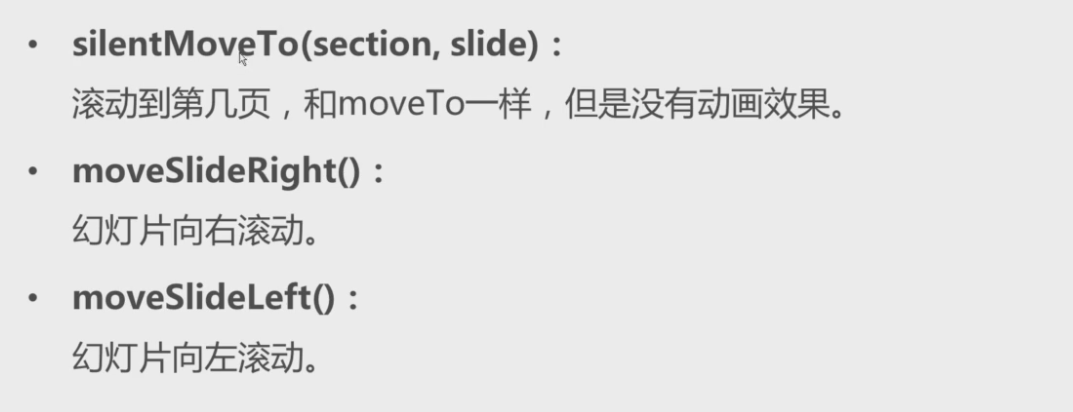 • silentMoveTo(section, slide)：
滚动到第几页，和moveTo一样，但是没有动画效果。
• moveSlideRight()：
幻灯片向右滚动。
• moveSlideLeft()：
幻灯片向左滚动。